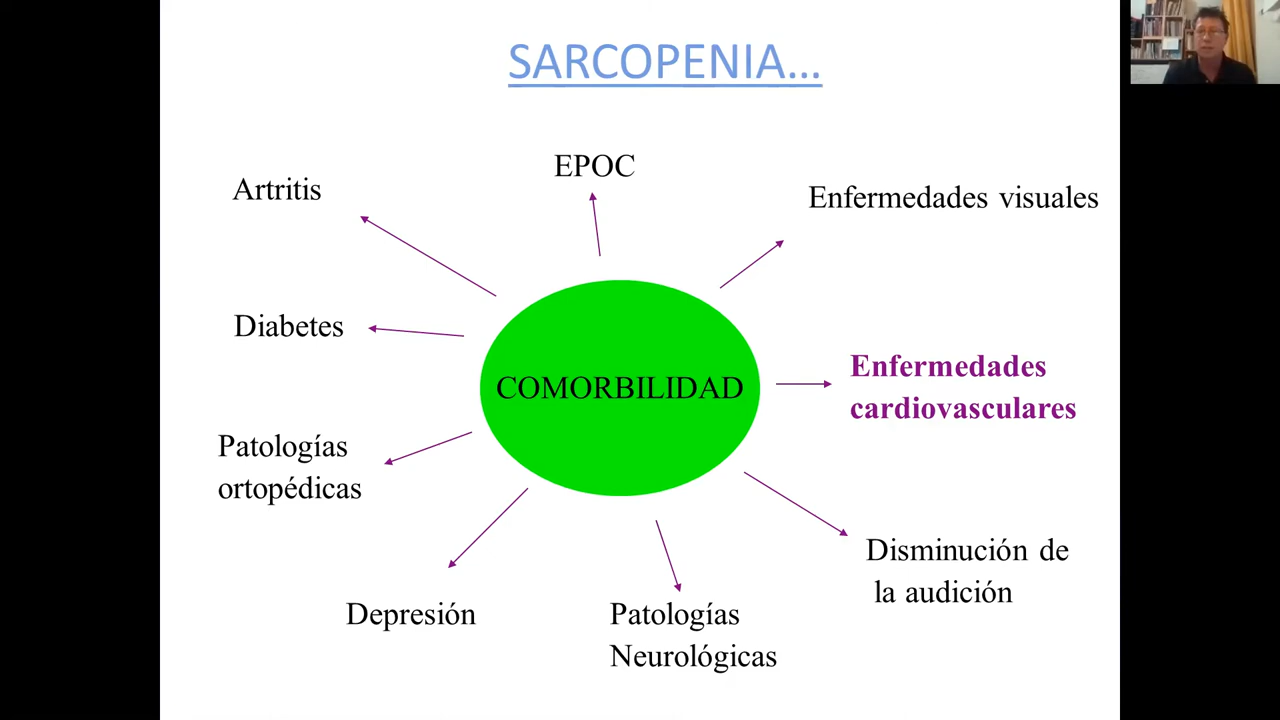 SARCOPENIA...
EPOC
Artritis
Enfermedades visuales
Diabetes
Enfermedades
cardiovasculares
COMORBILIDAD
Patologías
ortopédicas
Disminución de
la audición
Depresión
Patologías
Neurológicas